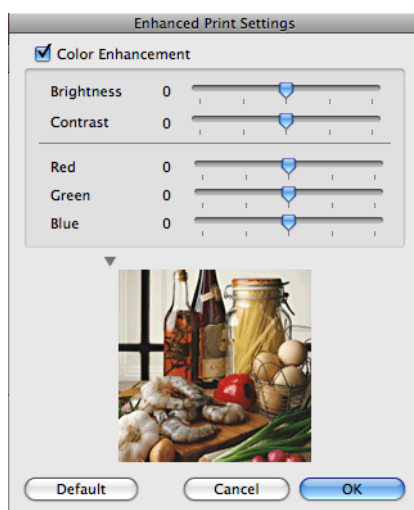 Enhanced Print Settings
Color Enhancement
Brightness 0
Contrast 0
Red 0
Green 0
Blue 0
Default Cancel OK